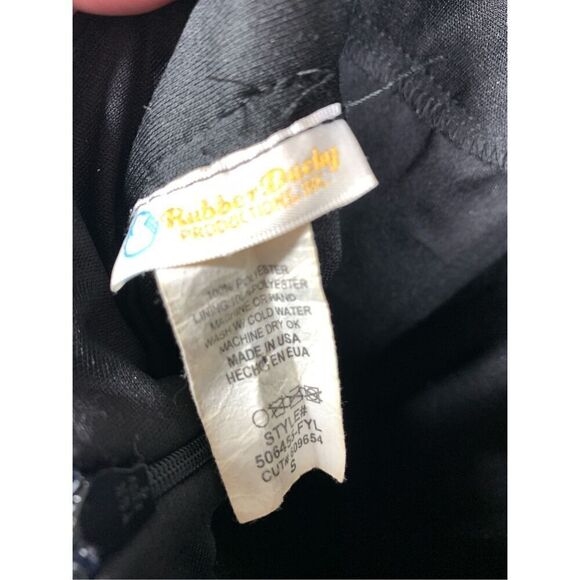 Rubber Ducky
PRODUCTIONS, INC.
100% POLYESTER
LINING 100% POLYESTER
MACHINE OR HAND
WASH W/ COLD WATER
MACHINE DRY OK
MADE IN USA
HECHO EN EUA
STYLE#
CUT#
S